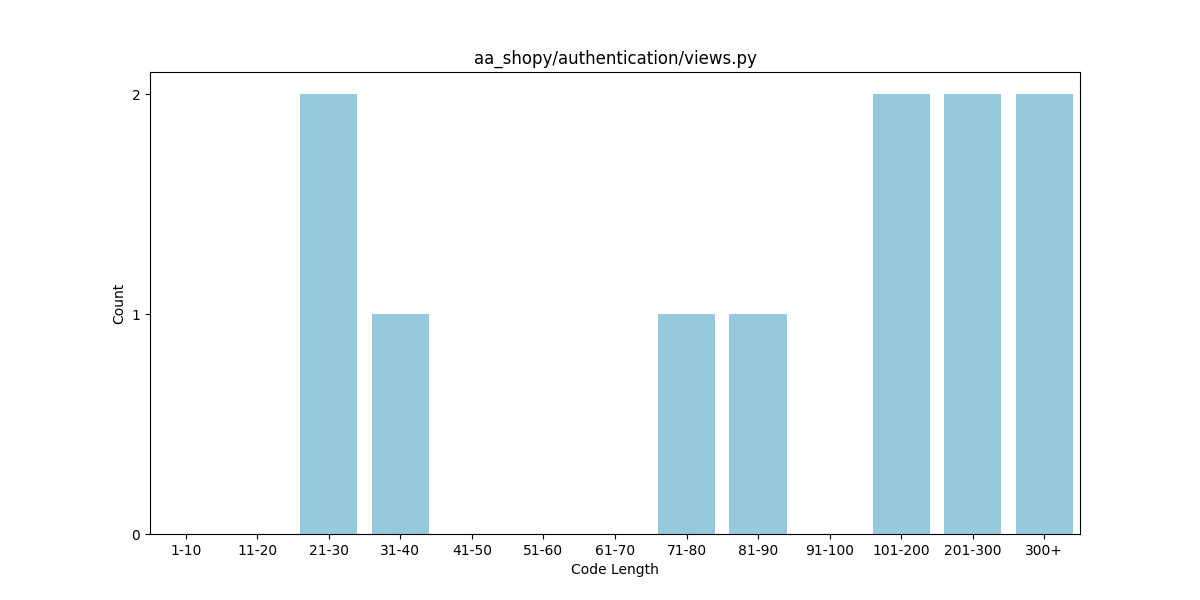 aa_shopy/authentication/views.py
2
1
0
Count
1-10 11-20 21-30 31-40 41-50 51-60 61-70 71-80 81-90 91-100 101-200 201-300 300+
Code Length